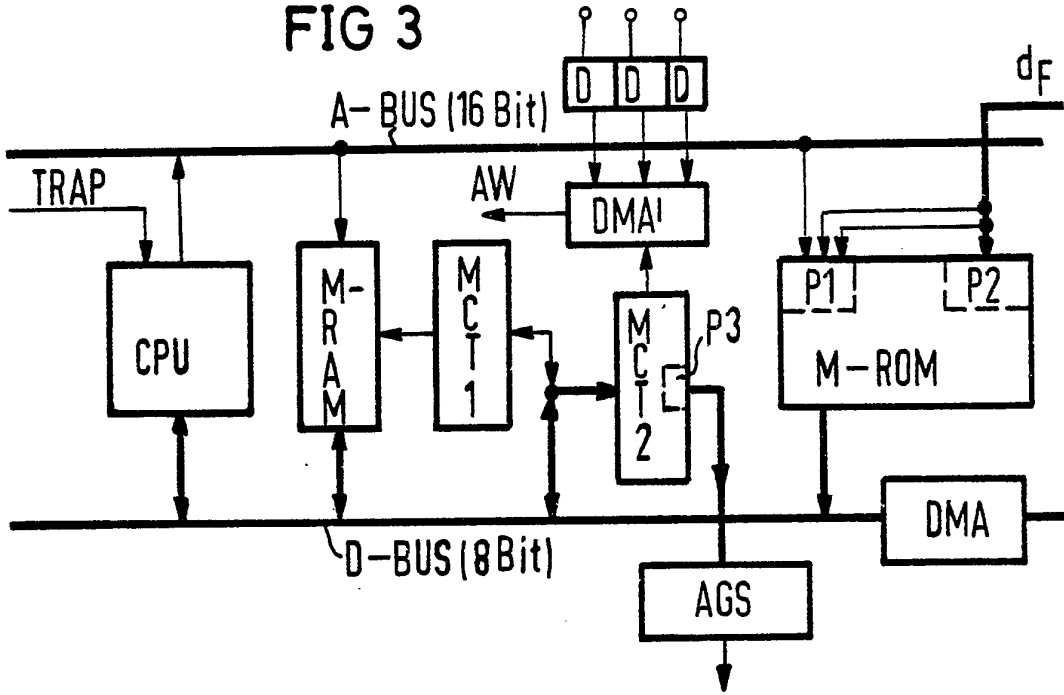 FIG 3
D D D
d_F
A-BUS (16 Bit)
TRAP
AW
DMA'
CPU
M-RAM
MCT1
MCT2
P3
P1
P2
M-ROM
DMA
D-BUS (8 Bit)
AGS